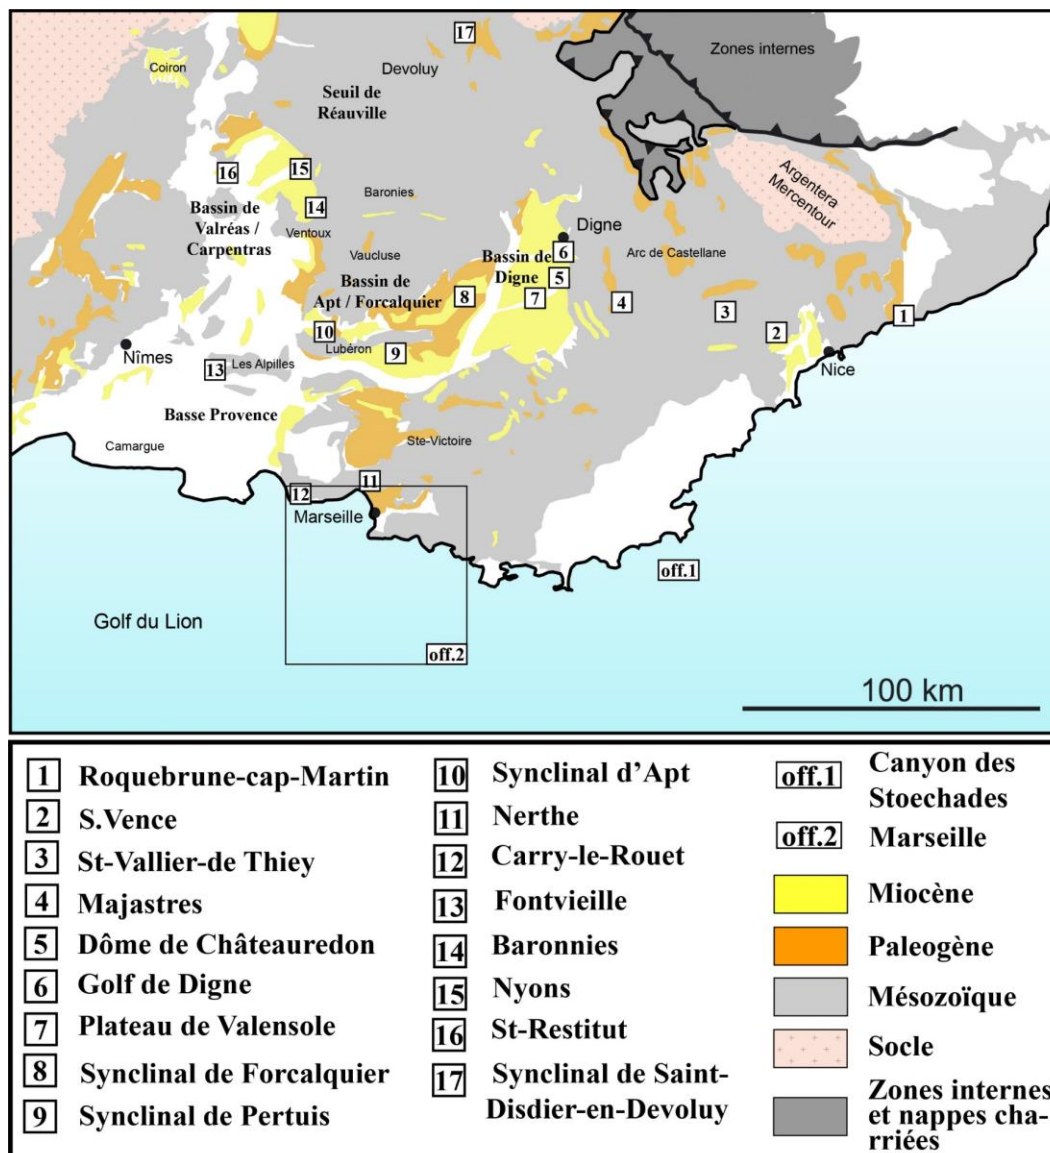 17
Zones internes
Coiron
Devoluy
Seuil de
Réauville
16
15
Argentera
Mercentour
Baronies
Bassin de
Valréas /
Carpentras
14
Ventoux
Digne
6
Vaucluse
Bassin de
Digne
Arc de Castellane
Bassin de
Apt / Forcalquier
5
8
7
4
3
1
10
2
Lubéron
9
Nîmes
Les Alpilles
13
Nice
Basse Provence
Camargue
Ste-Victoire
11
12
Marseille
off.1
Golf du Lion
off.2
100 km
1 Roquebrune-cap-Martin
2 S.Vence
3 St-Vallier-de Thiey
4 Majastres
5 Dôme de Châteauredon
6 Golf de Digne
7 Plateau de Valensole
8 Synclinal de Forcalquier
9 Synclinal de Pertuis
10 Synclinal d'Apt
11 Nerthe
12 Carry-le-Rouet
13 Fontvieille
14 Baronnies
15 Nyons
16 St-Restitut
17 Synclinal de Saint-
Disdier-en-Devoluy
off.1 Canyon des
Stoechades
off.2 Marseille
Miocène
Paleogène
Mésozoïque
Socle
Zones internes
et nappes cha-
rriées